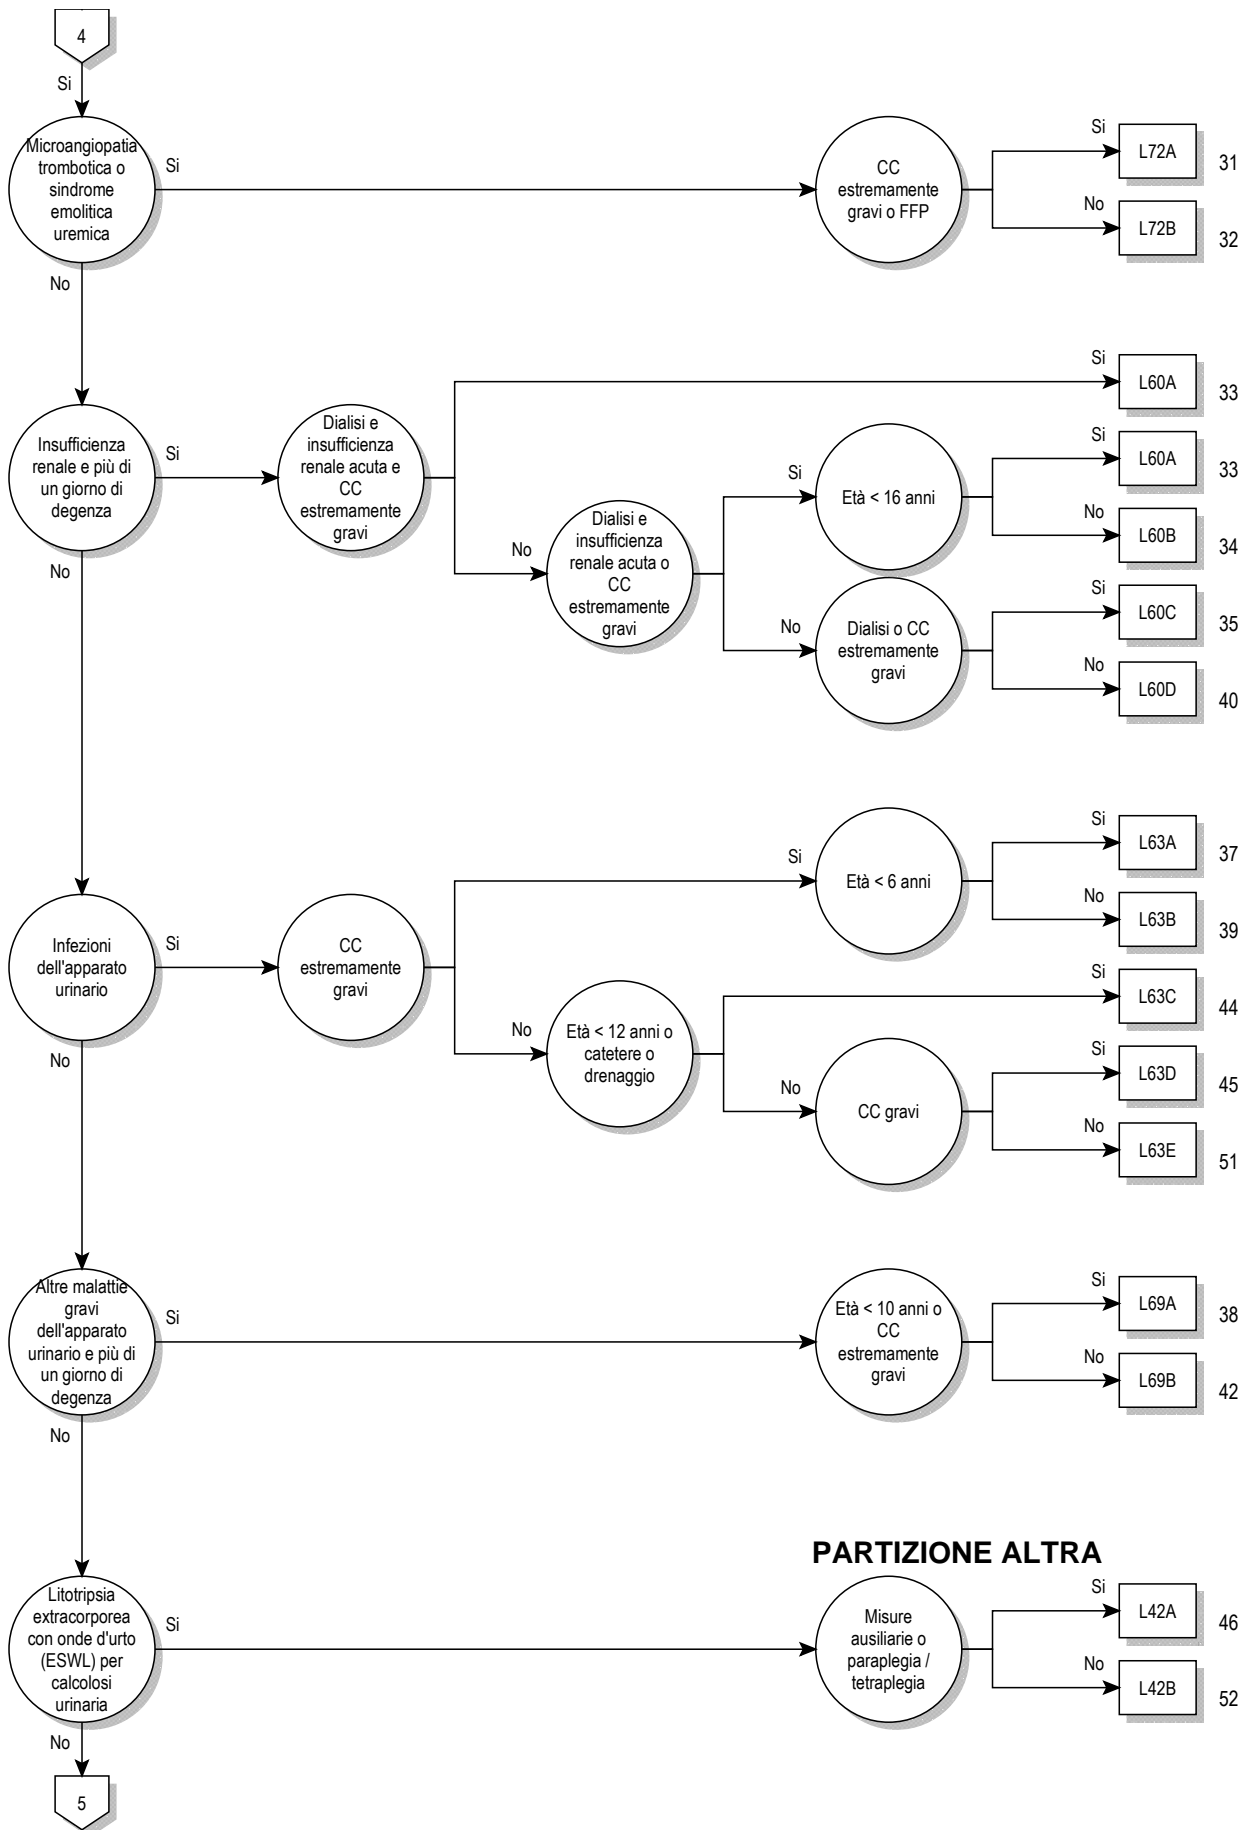 4
Si
Microangiopatia
trombotica o
sindrome
emolitica
uremica
Si
CC
estremamente
gravi o FFP
Si
L72A
31
No
L72B
32
No
Si
L60A
33
Insufficienza
renale e più di
un giorno di
degenza
Si
Dialisi e
insufficienza
renale acuta e
CC
estremamente
gravi
No
Dialisi e
insufficienza
renale acuta o
CC
estremamente
gravi
Si
Età < 16 anni
Si
L60A
33
No
L60B
34
No
Dialisi o CC
estremamente
gravi
Si
L60C
35
No
L60D
40
No
Infezioni
dell'apparato
urinario
Si
CC
estremamente
gravi
Si
Età < 6 anni
Si
L63A
37
No
L63B
39
No
Età < 12 anni o
catetere o
drenaggio
Si
L63C
44
No
CC gravi
Si
L63D
45
No
L63E
51
No
Altre malattie
gravi
dell'apparato
urinario e più di
un giorno di
degenza
Si
Età < 10 anni o
CC
estremamente
gravi
Si
L69A
38
No
L69B
42
No
PARTIZIONE ALTRA
Litotripsia
extracorporea
con onde d'urto
(ESWL) per
calcolosi
urinaria
Si
Misure
ausiliarie o
paraplegia /
tetraplegia
Si
L42A
46
No
L42B
52
No
5